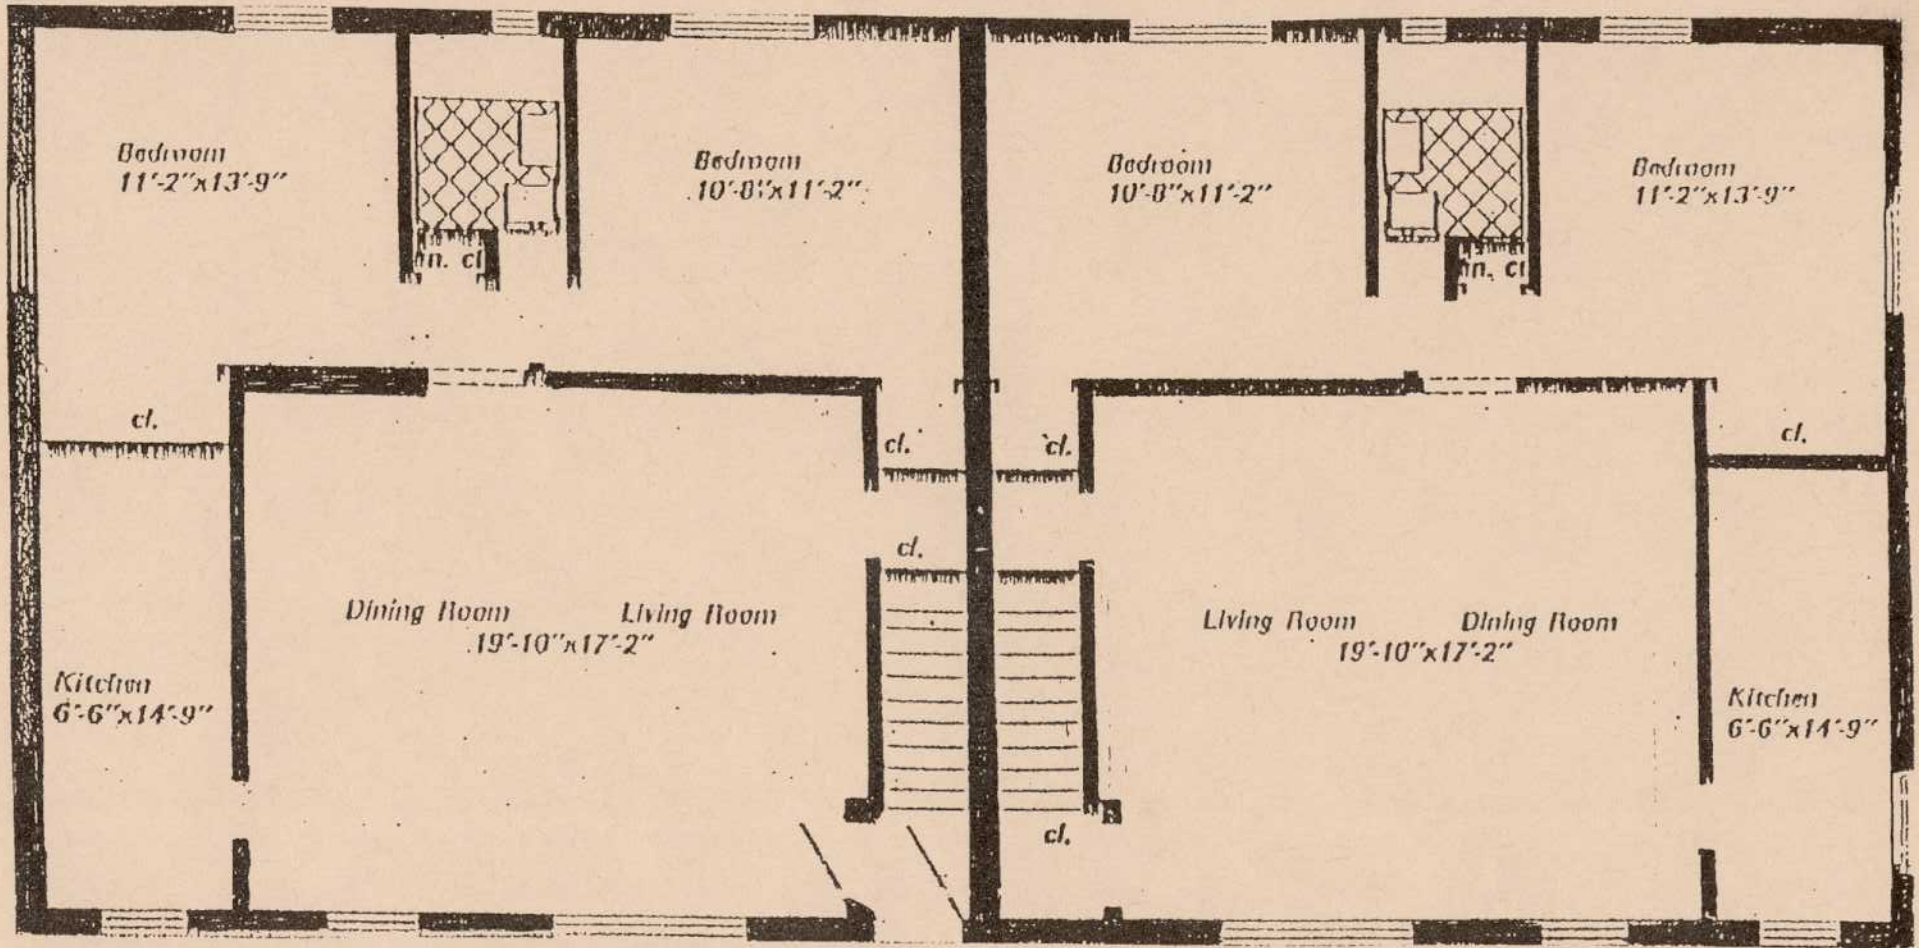 Bedroom
11'-2"x13'-9"
Bedroom
10'-8"x11'-2"
Bedroom
10'-8"x11'-2"
Bedroom
11'-2"x13'-9"
n. cl
n. cl
cl.
cl.
cl.
cl.
cl.
Dining Room Living Room
19'-10"x17'-2"
Living Room Dining Room
19'-10"x17'-2"
Kitchen
6'-6"x14'-9"
Kitchen
6'-6"x14'-9"
cl.